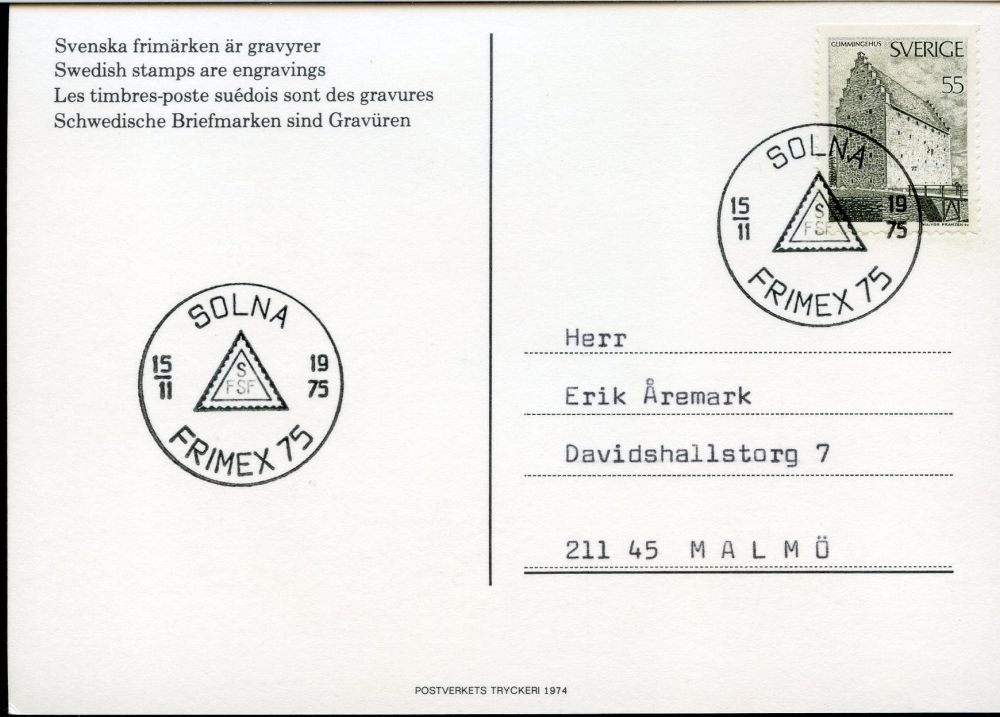 Svenska frimärken är gravyrer
Swedish stamps are engravings
Les timbres-poste suédois sont des gravures
Schwedische Briefmarken sind Gravüren
GLIMMINGEHUS SVERIGE
55
SOLNA
15/11 19 75
S
FSF
FRIMEX 75
SOLNA
15/11 19 75
S
FSF
FRIMEX 75
Herr
Erik Åremark
Davidshallstorg 7
211 45 MALMÖ
POSTVERKETS TRYCKERI 1974